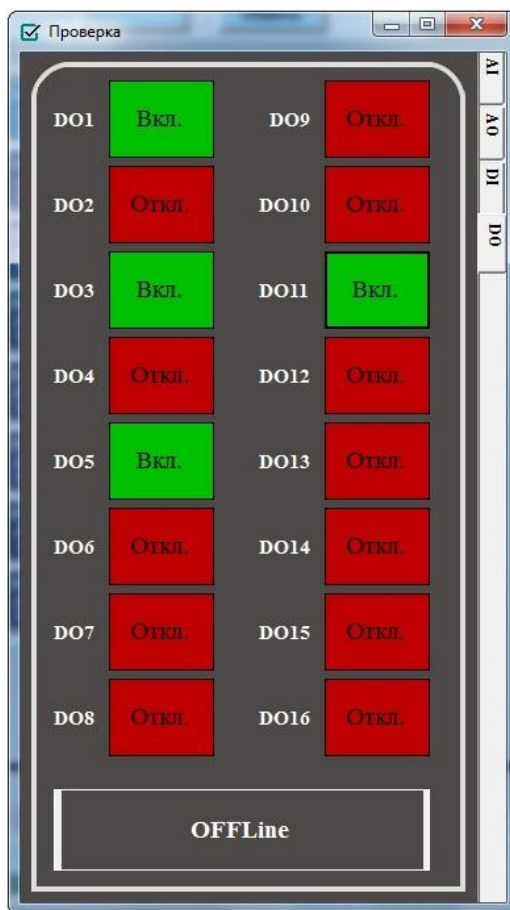 Проверка
DO1 Вкл. DO9 Откл.
DO2 Откл. DO10 Откл.
DO3 Вкл. DO11 Вкл.
DO4 Откл. DO12 Откл.
DO5 Вкл. DO13 Откл.
DO6 Откл. DO14 Откл.
DO7 Откл. DO15 Откл.
DO8 Откл. DO16 Откл.
OFFLine
AI
AO
DI
DO